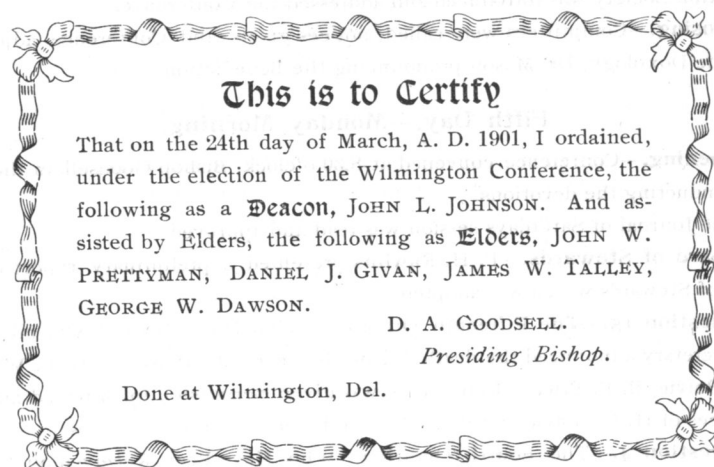 This is to Certify
That on the 24th day of March, A. D. 1901, I ordained,
under the election of the Wilmington Conference, the
following as a Deacon, JOHN L. JOHNSON. And as-
sisted by Elders, the following as Elders, JOHN W.
PRETTYMAN, DANIEL J. GIVAN, JAMES W. TALLEY,
GEORGE W. DAWSON.
D. A. GOODSELL.
Presiding Bishop.
Done at Wilmington, Del.